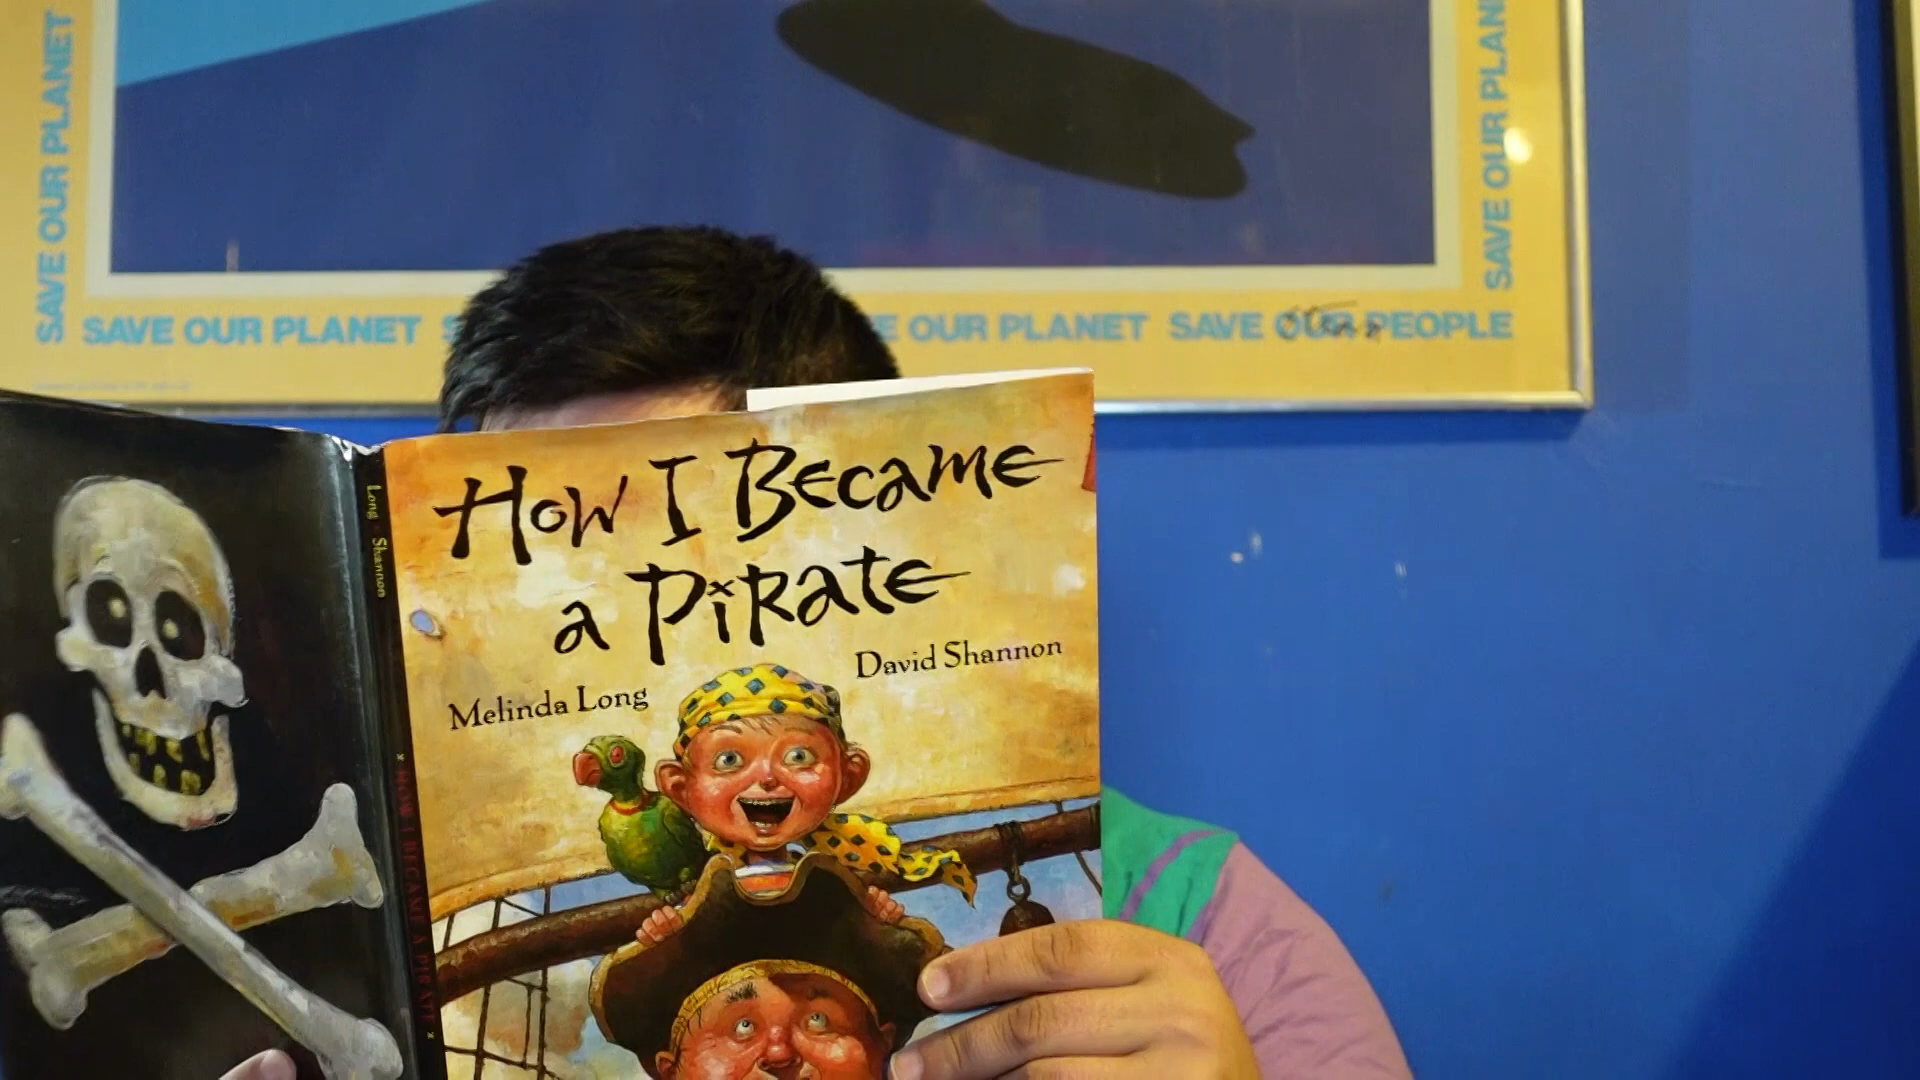 SAVE OUR PLANET
SAVE OUR PLANET
SAVE OUR PLANET
OUR PLANET SAVE OUR PEOPLE
How I Became
a Pirate
David Shannon
Melinda Long
Long Shannon
HOW I BECAME A PIRATE